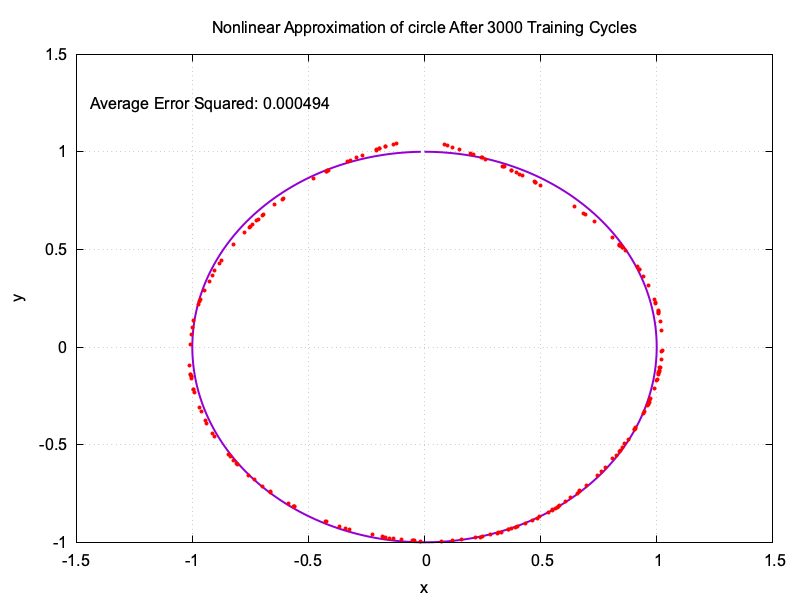 Nonlinear Approximation of circle After 3000 Training Cycles
1.5
Average Error Squared: 0.000494
1
0.5
y
0
-0.5
-1
-1.5 -1 -0.5 0 0.5 1 1.5
x